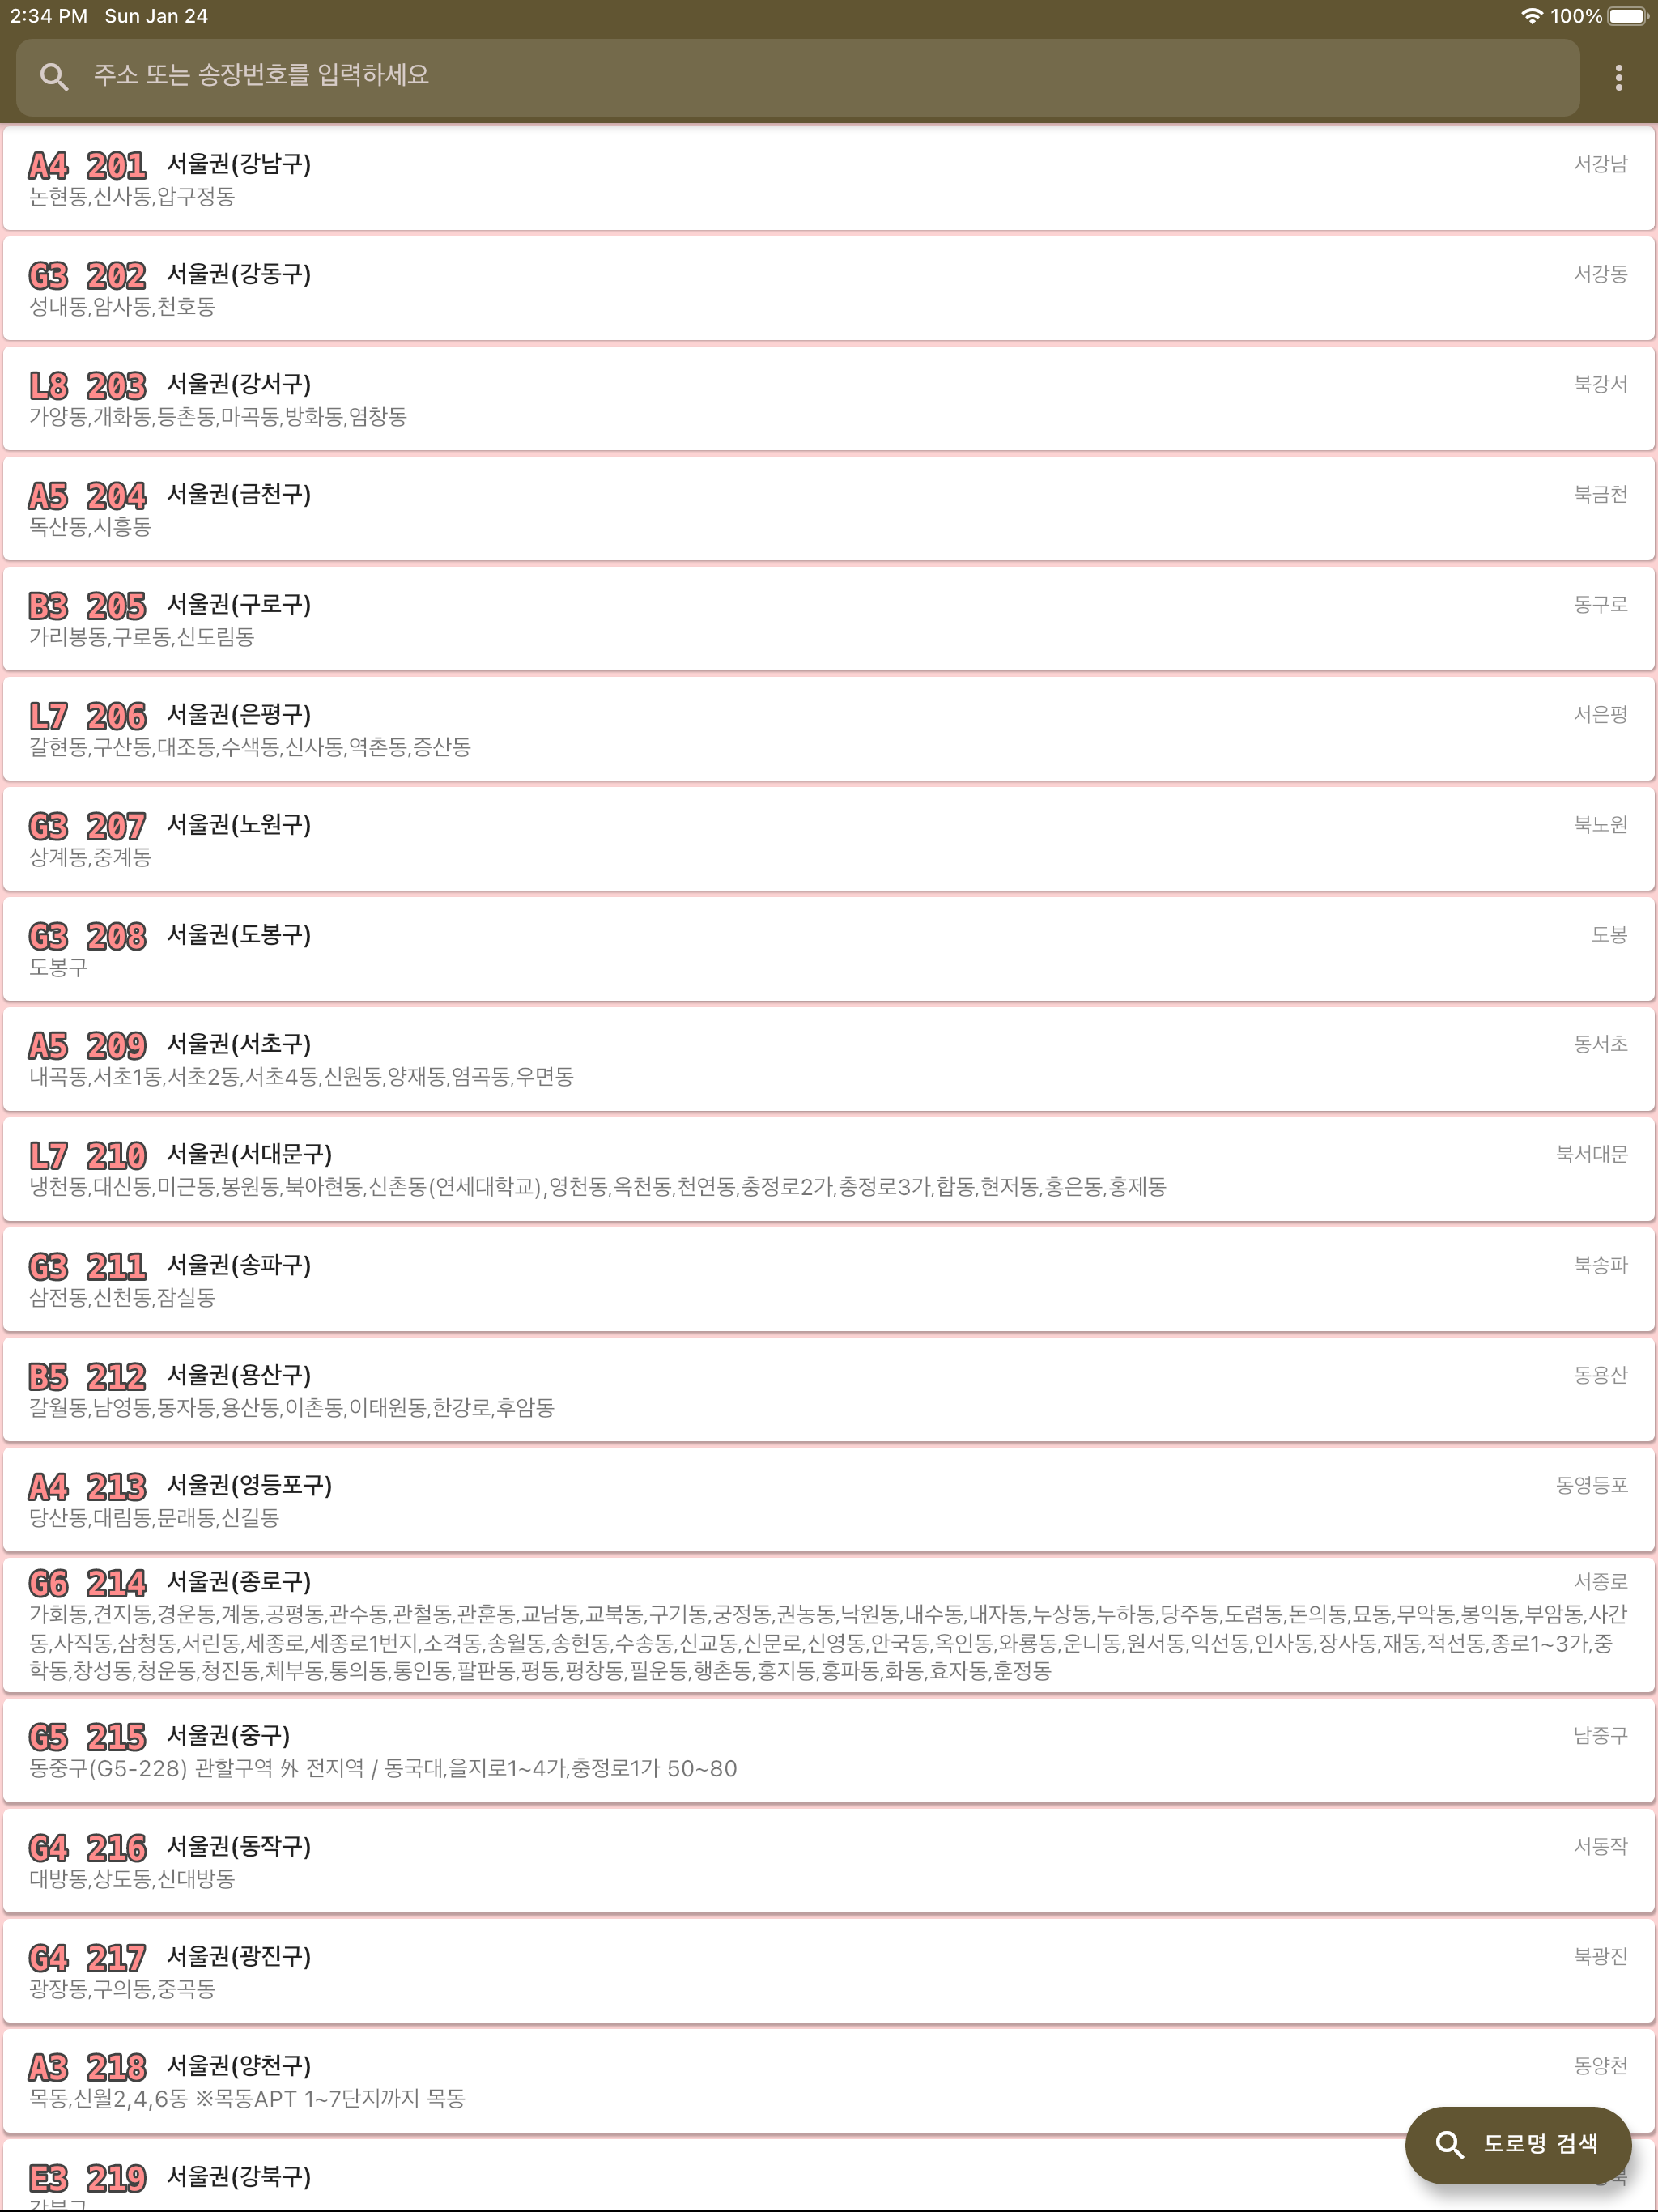 2:34 PM Sun Jan 24 100%
주소 또는 송장번호를 입력하세요
A4 201 서울권(강남구) 서강남
논현동,신사동,압구정동
G3 202 서울권(강동구) 서강동
성내동,암사동,천호동
L8 203 서울권(강서구) 북강서
가양동,개화동,등촌동,마곡동,방화동,염창동
A5 204 서울권(금천구) 북금천
독산동,시흥동
B3 205 서울권(구로구) 동구로
가리봉동,구로동,신도림동
L7 206 서울권(은평구) 서은평
갈현동,구산동,대조동,수색동,신사동,역촌동,증산동
G3 207 서울권(노원구) 북노원
상계동,중계동
G3 208 서울권(도봉구) 도봉
도봉구
A5 209 서울권(서초구) 동서초
내곡동,서초1동,서초2동,서초4동,신원동,양재동,염곡동,우면동
L7 210 서울권(서대문구) 북서대문
냉천동,대신동,미근동,봉원동,북아현동,신촌동(연세대학교),영천동,옥천동,천연동,충정로2가,충정로3가,합동,현저동,홍은동,홍제동
G3 211 서울권(송파구) 북송파
삼전동,신천동,잠실동
B5 212 서울권(용산구) 동용산
갈월동,남영동,동자동,용산동,이촌동,이태원동,한강로,후암동
A4 213 서울권(영등포구) 동영등포
당산동,대림동,문래동,신길동
G6 214 서울권(종로구) 서종로
가회동,견지동,경운동,계동,공평동,관수동,관철동,관훈동,교남동,교북동,구기동,궁정동,권농동,낙원동,내수동,내자동,누상동,누하동,당주동,도렴동,돈의동,묘동,무악동,봉익동,부암동,사간
동,사직동,삼청동,서린동,세종로,세종로1번지,소격동,송월동,송현동,수송동,신교동,신문로,신영동,안국동,옥인동,와룡동,운니동,원서동,익선동,인사동,장사동,재동,적선동,종로1~3가,중
학동,창성동,청운동,청진동,체부동,통의동,통인동,팔판동,평동,평창동,필운동,행촌동,홍지동,홍파동,화동,효자동,훈정동
G5 215 서울권(중구) 남중구
동중구(G5-228) 관할구역 外 전지역 / 동국대,을지로1~4가,충정로1가 50~80
G4 216 서울권(동작구) 서동작
대방동,상도동,신대방동
G4 217 서울권(광진구) 북광진
광장동,구의동,중곡동
A3 218 서울권(양천구) 동양천
목동,신월2,4,6동 ※목동APT 1~7단지까지 목동
도로명 검색
E3 219 서울권(강북구)